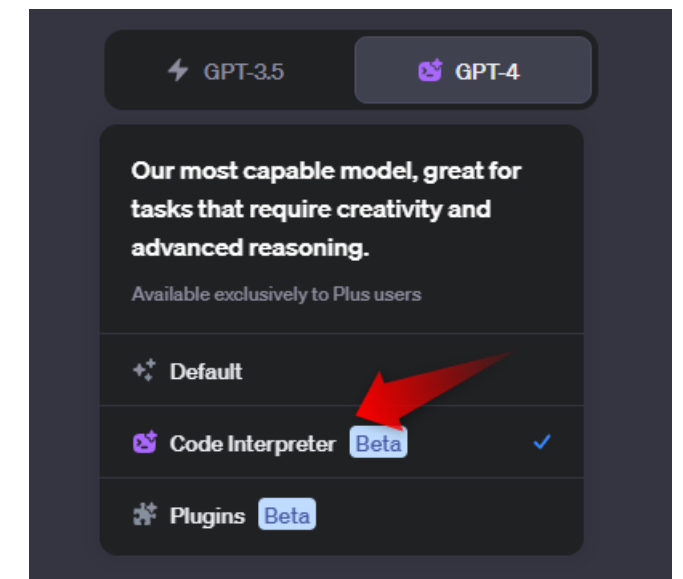 GPT-3.5
GPT-4
Our most capable model, great for
tasks that require creativity and
advanced reasoning.
Available exclusively to Plus users
Default
Code Interpreter Beta
Plugins Beta